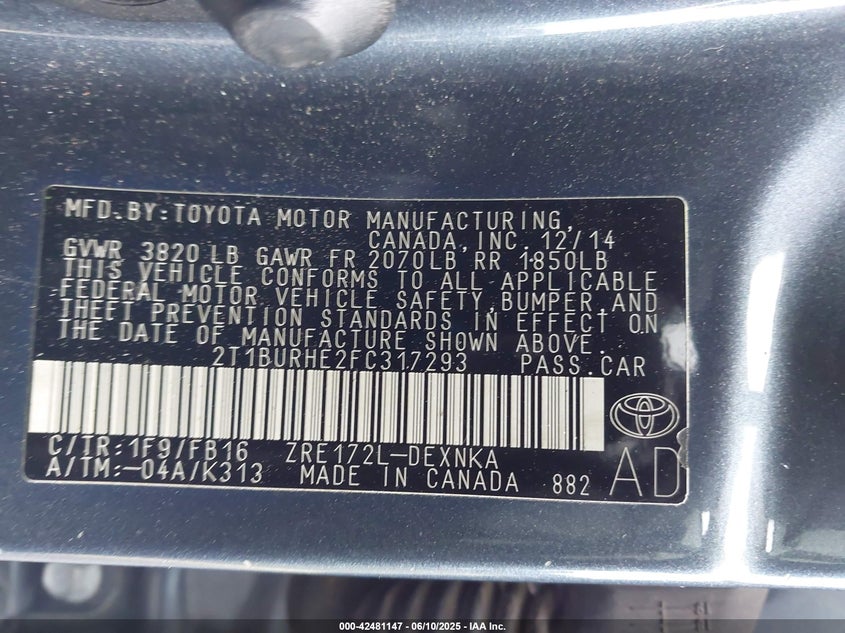 MFD.BY:TOYOTA MOTOR MANUFACTURING,
CANADA,INC. 12/14
GVWR 3820 LB GAWR FR 2070LB RR 1850LB
THIS VEHICLE CONFORMS TO ALL APPLICABLE
FEDERAL MOTOR VEHICLE SAFETY,BUMPER,AND
THEFT PREVENTION STANDARDS IN EFFECT ON
THE DATE OF MANUFACTURE SHOWN ABOVE.
2T1BURHE2FC317293 PASS.CAR
C/TR:1F9/FB16 ZRE172L-DEXNKA
A/TM:-04A/K313 MADE IN CANADA 882
AD
000-42481147 - 06/10/2025 - IAA Inc.